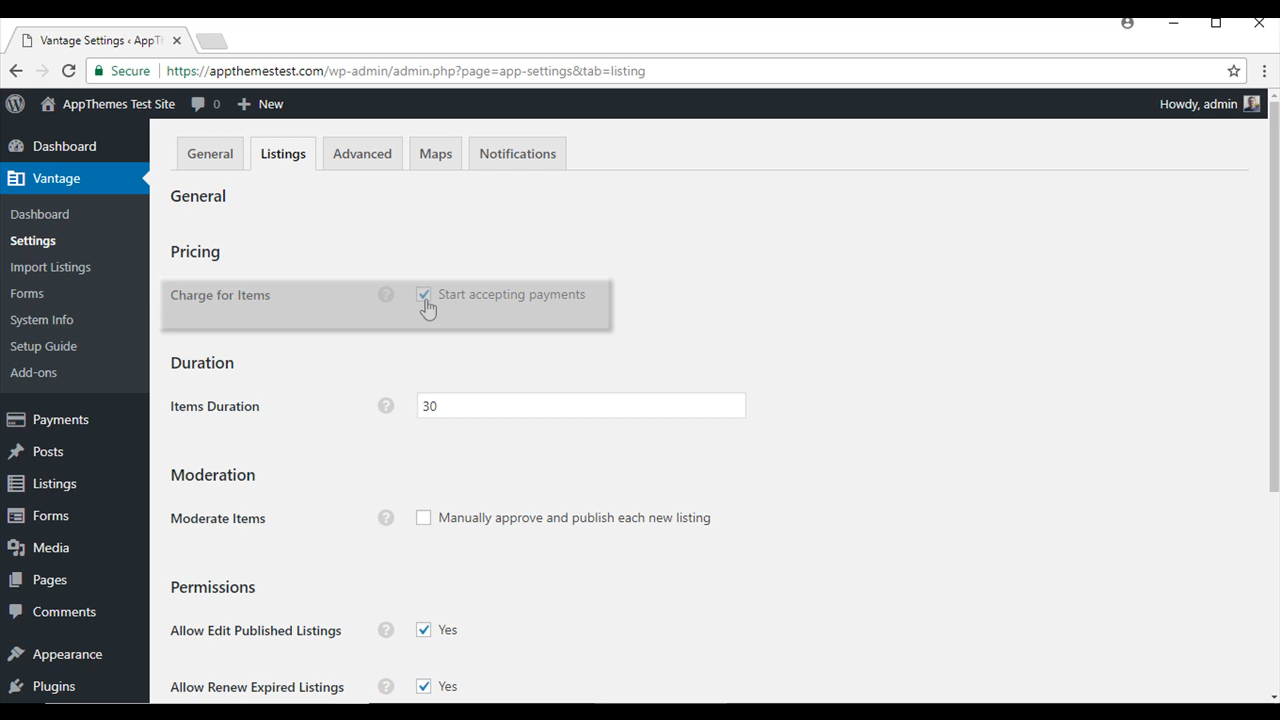 Vantage Settings ‹ AppTh
Secure https://appthemestest.com/wp-admin/admin.php?page=app-settings&tab=listing
AppThemes Test Site 0 New Howdy, admin
Dashboard
Vantage
Dashboard
Settings
Import Listings
Forms
System Info
Setup Guide
Add-ons
Payments
Posts
Listings
Forms
Media
Pages
Comments
Appearance
Plugins
General Listings Advanced Maps Notifications
General
Pricing
Charge for Items ? Start accepting payments
Duration
Items Duration ? 30
Moderation
Moderate Items ? Manually approve and publish each new listing
Permissions
Allow Edit Published Listings ? Yes
Allow Renew Expired Listings ? Yes